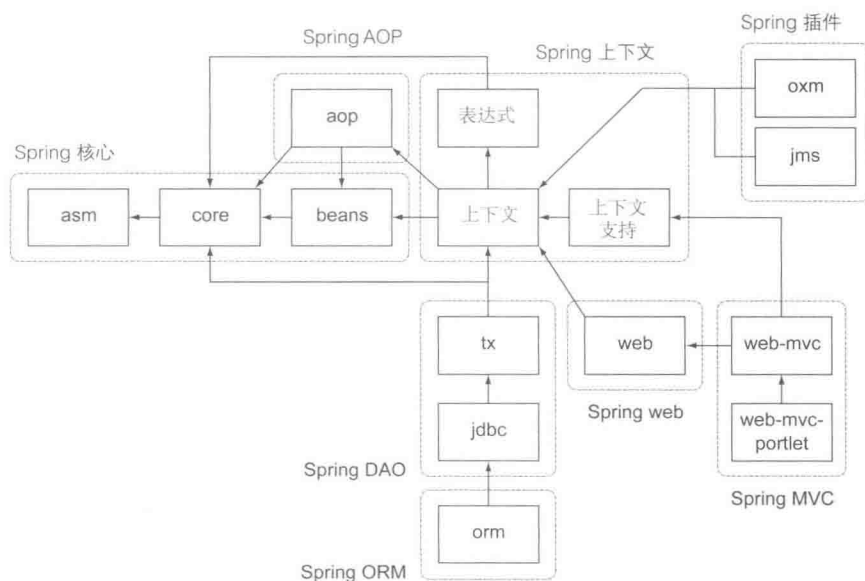 Spring AOP
Spring 上下文
Spring 插件
aop
表达式
oxm
jms
Spring 核心
asm
core
beans
上下文
上下文
支持
tx
web
web-mvc
jdbc
Spring web
web-mvc-
portlet
Spring DAO
Spring MVC
orm
Spring ORM